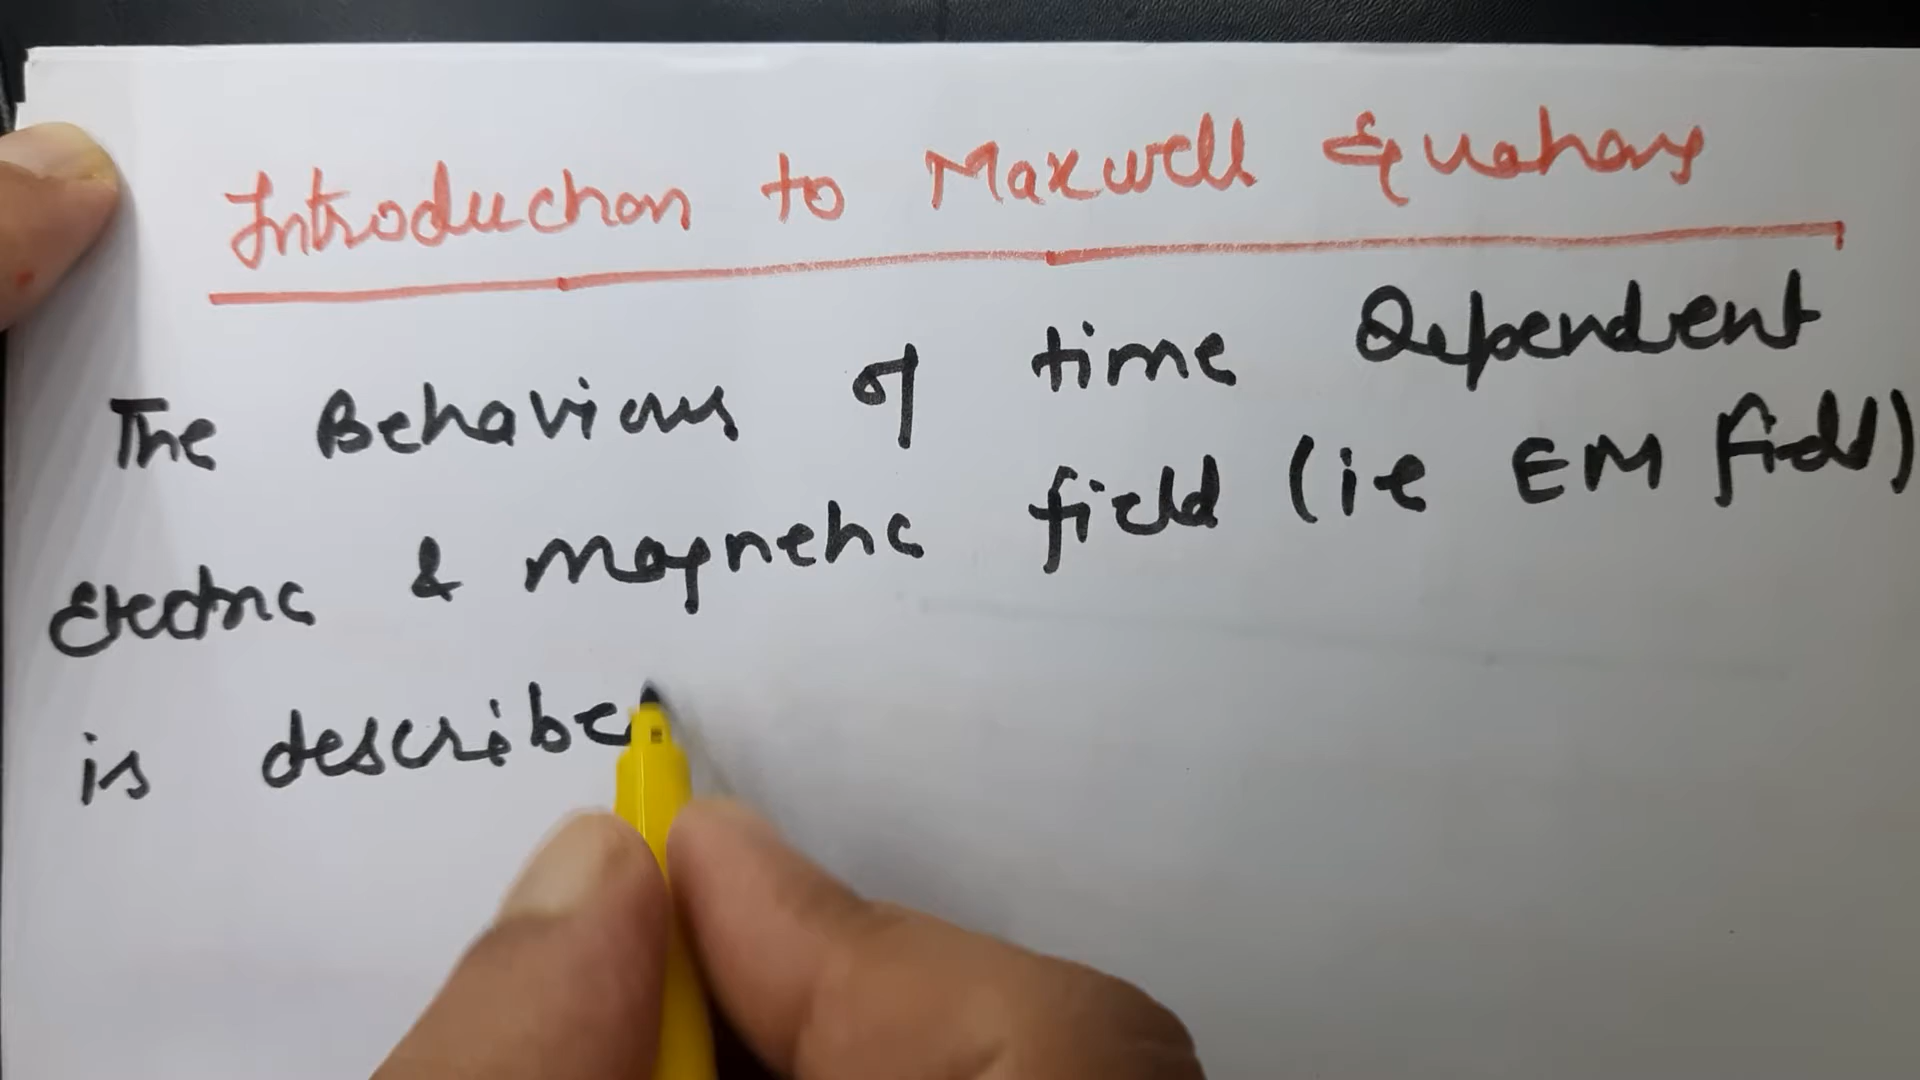 Introduction to Maxwell Equations
The Behaviour of time Dependent
Electric & Magnetic field (ie EM field)
is describe